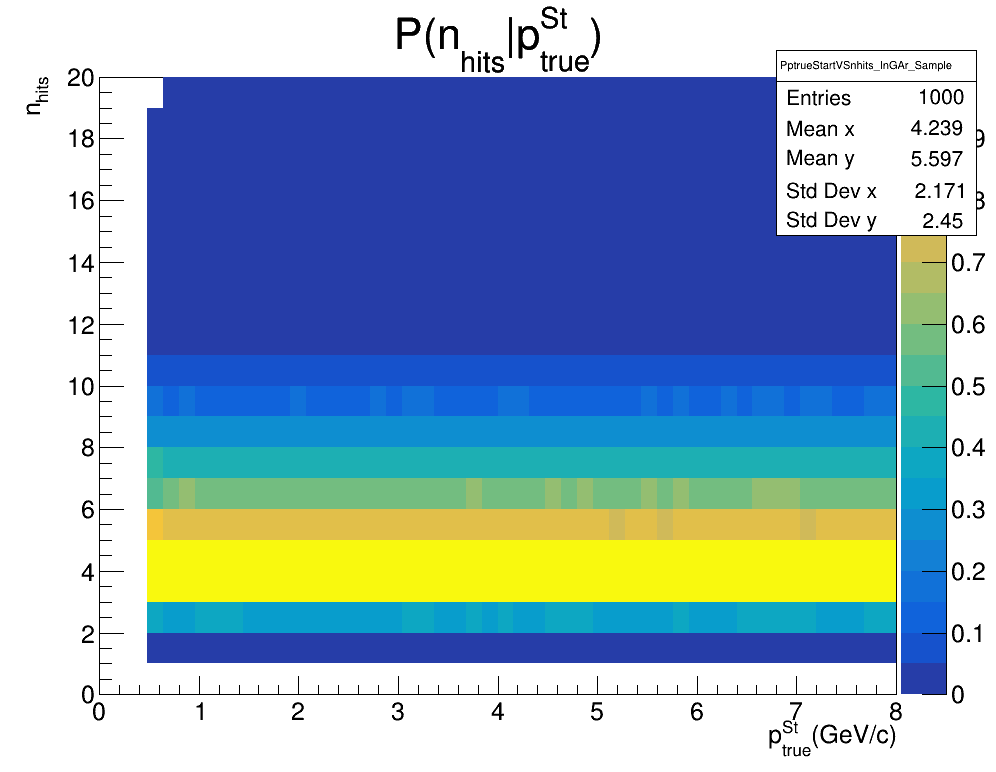 P(n_hits|p^St_true)
n_hits
20
18
16
14
12
10
8
6
4
2
0
PptrueStartVSnhits_InGAr_Sample
Entries 1000
Mean x 4.239
Mean y 5.597
Std Dev x 2.171
Std Dev y 2.45
0.7
0.6
0.5
0.4
0.3
0.2
0.1
0
0 1 2 3 4 5 6 7 8
p^St_true(GeV/c)